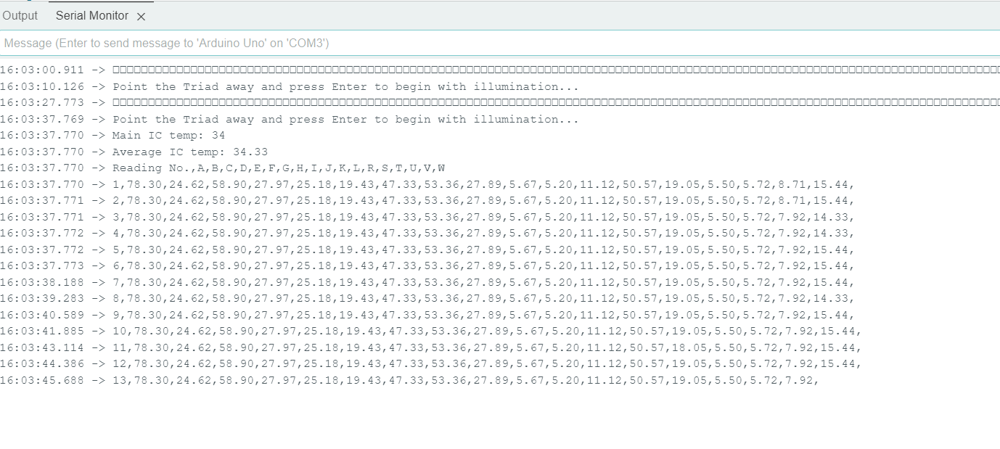 Output Serial Monitor
Message (Enter to send message to 'Arduino Uno' on 'COM3')
16:03:00.911 ->
16:03:10.126 -> Point the Triad away and press Enter to begin with illumination...
16:03:27.773 ->
16:03:37.769 -> Point the Triad away and press Enter to begin with illumination...
16:03:37.770 -> Main IC temp: 34
16:03:37.770 -> Average IC temp: 34.33
16:03:37.770 -> Reading No.,A,B,C,D,E,F,G,H,I,J,K,L,R,S,T,U,V,W
16:03:37.770 -> 1,78.30,24.62,58.90,27.97,25.18,19.43,47.33,53.36,27.89,5.67,5.20,11.12,50.57,19.05,5.50,5.72,8.71,15.44,
16:03:37.771 -> 2,78.30,24.62,58.90,27.97,25.18,19.43,47.33,53.36,27.89,5.67,5.20,11.12,50.57,19.05,5.50,5.72,8.71,15.44,
16:03:37.771 -> 3,78.30,24.62,58.90,27.97,25.18,19.43,47.33,53.36,27.89,5.67,5.20,11.12,50.57,19.05,5.50,5.72,7.92,14.33,
16:03:37.772 -> 4,78.30,24.62,58.90,27.97,25.18,19.43,47.33,53.36,27.89,5.67,5.20,11.12,50.57,19.05,5.50,5.72,7.92,14.33,
16:03:37.772 -> 5,78.30,24.62,58.90,27.97,25.18,19.43,47.33,53.36,27.89,5.67,5.20,11.12,50.57,19.05,5.50,5.72,7.92,15.44,
16:03:37.773 -> 6,78.30,24.62,58.90,27.97,25.18,19.43,47.33,53.36,27.89,5.67,5.20,11.12,50.57,19.05,5.50,5.72,7.92,15.44,
16:03:38.188 -> 7,78.30,24.62,58.90,27.97,25.18,19.43,47.33,53.36,27.89,5.67,5.20,11.12,50.57,19.05,5.50,5.72,7.92,15.44,
16:03:39.283 -> 8,78.30,24.62,58.90,27.97,25.18,19.43,47.33,53.36,27.89,5.67,5.20,11.12,50.57,19.05,5.50,5.72,7.92,14.33,
16:03:40.589 -> 9,78.30,24.62,58.90,27.97,25.18,19.43,47.33,53.36,27.89,5.67,5.20,11.12,50.57,19.05,5.50,5.72,7.92,15.44,
16:03:41.885 -> 10,78.30,24.62,58.90,27.97,25.18,19.43,47.33,53.36,27.89,5.67,5.20,11.12,50.57,19.05,5.50,5.72,7.92,15.44,
16:03:43.114 -> 11,78.30,24.62,58.90,27.97,25.18,19.43,47.33,53.36,27.89,5.67,5.20,11.12,50.57,18.05,5.50,5.72,7.92,15.44,
16:03:44.386 -> 12,78.30,24.62,58.90,27.97,25.18,19.43,47.33,53.36,27.89,5.67,5.20,11.12,50.57,19.05,5.50,5.72,7.92,15.44,
16:03:45.688 -> 13,78.30,24.62,58.90,27.97,25.18,19.43,47.33,53.36,27.89,5.67,5.20,11.12,50.57,19.05,5.50,5.72,7.92,